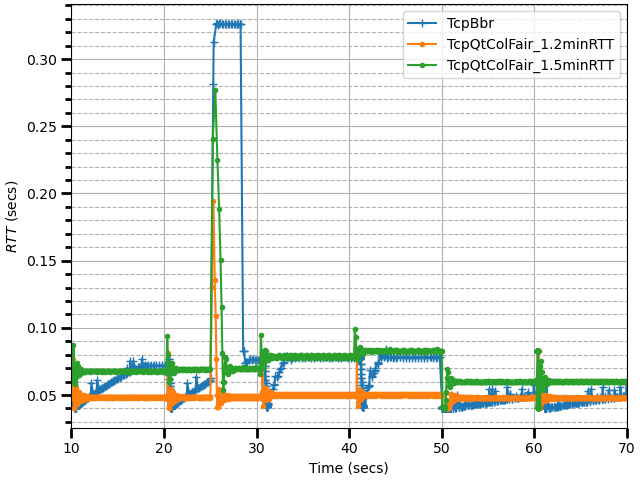 TcpBbr
TcpQtColFair_1.2minRTT
TcpQtColFair_1.5minRTT
RTT (secs)
0.30
0.25
0.20
0.15
0.10
0.05
10 20 30 40 50 60 70
Time (secs)